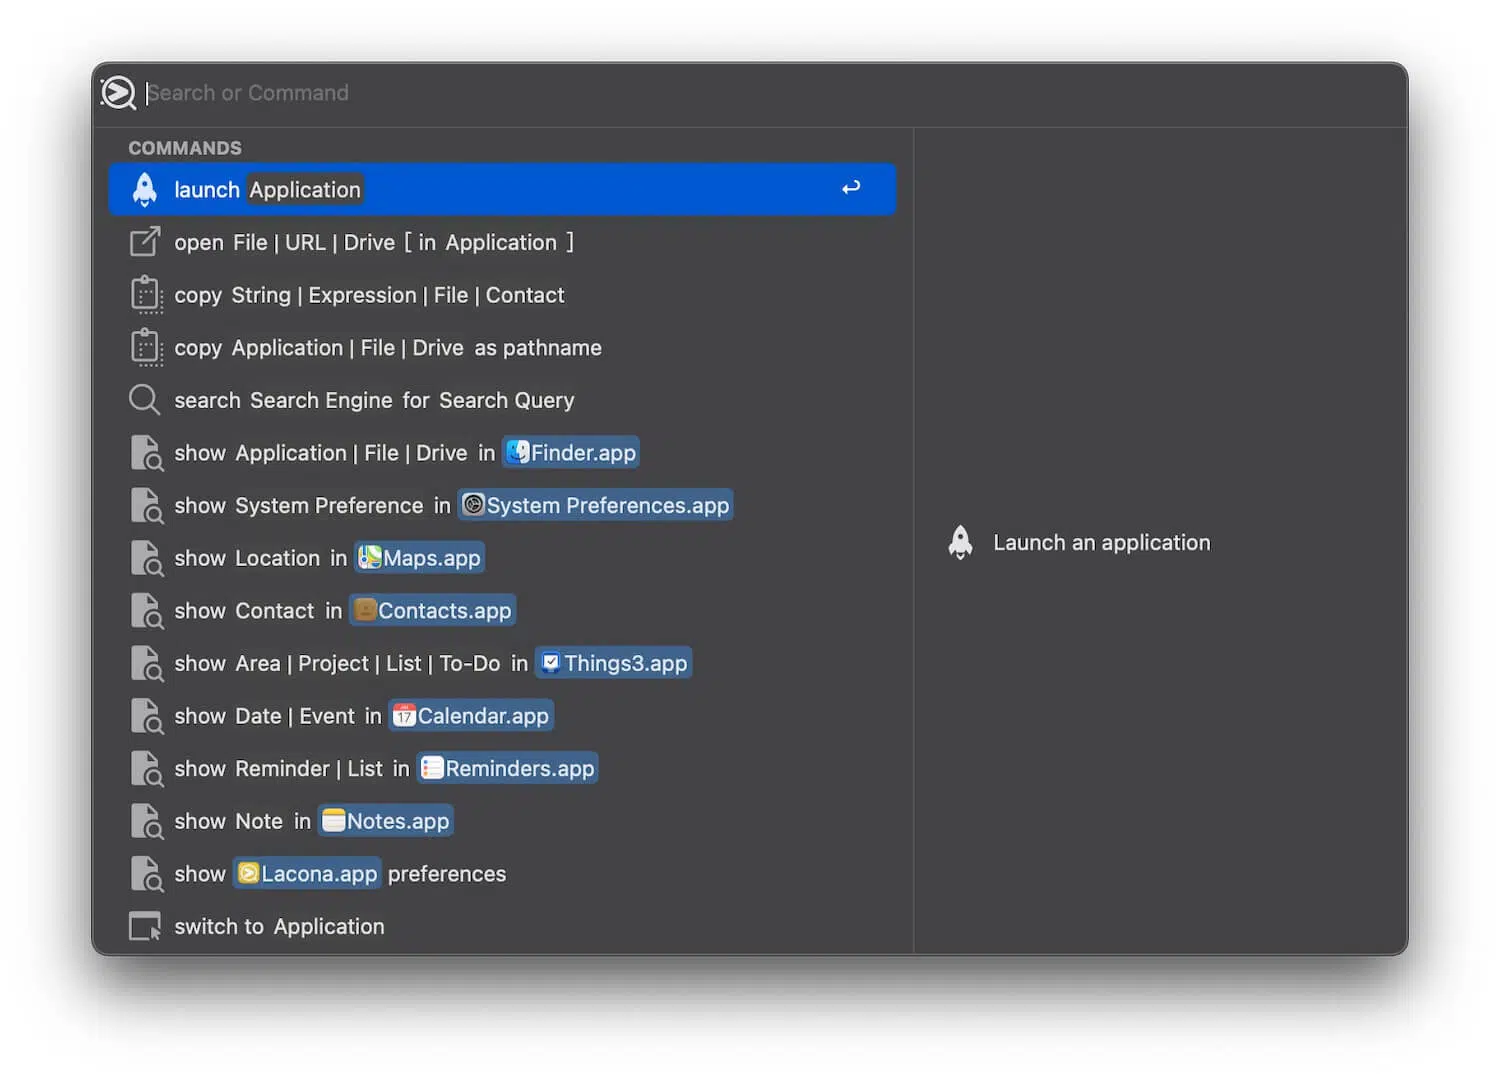 Search or Command
COMMANDS
launch Application
open File | URL | Drive [ in Application ]
copy String | Expression | File | Contact
copy Application | File | Drive as pathname
search Search Engine for Search Query
show Application | File | Drive in Finder.app
show System Preference in System Preferences.app
show Location in Maps.app
show Contact in Contacts.app
show Area | Project | List | To-Do in Things3.app
show Date | Event in 17 Calendar.app
show Reminder | List in Reminders.app
show Note in Notes.app
show Lacona.app preferences
switch to Application
Launch an application